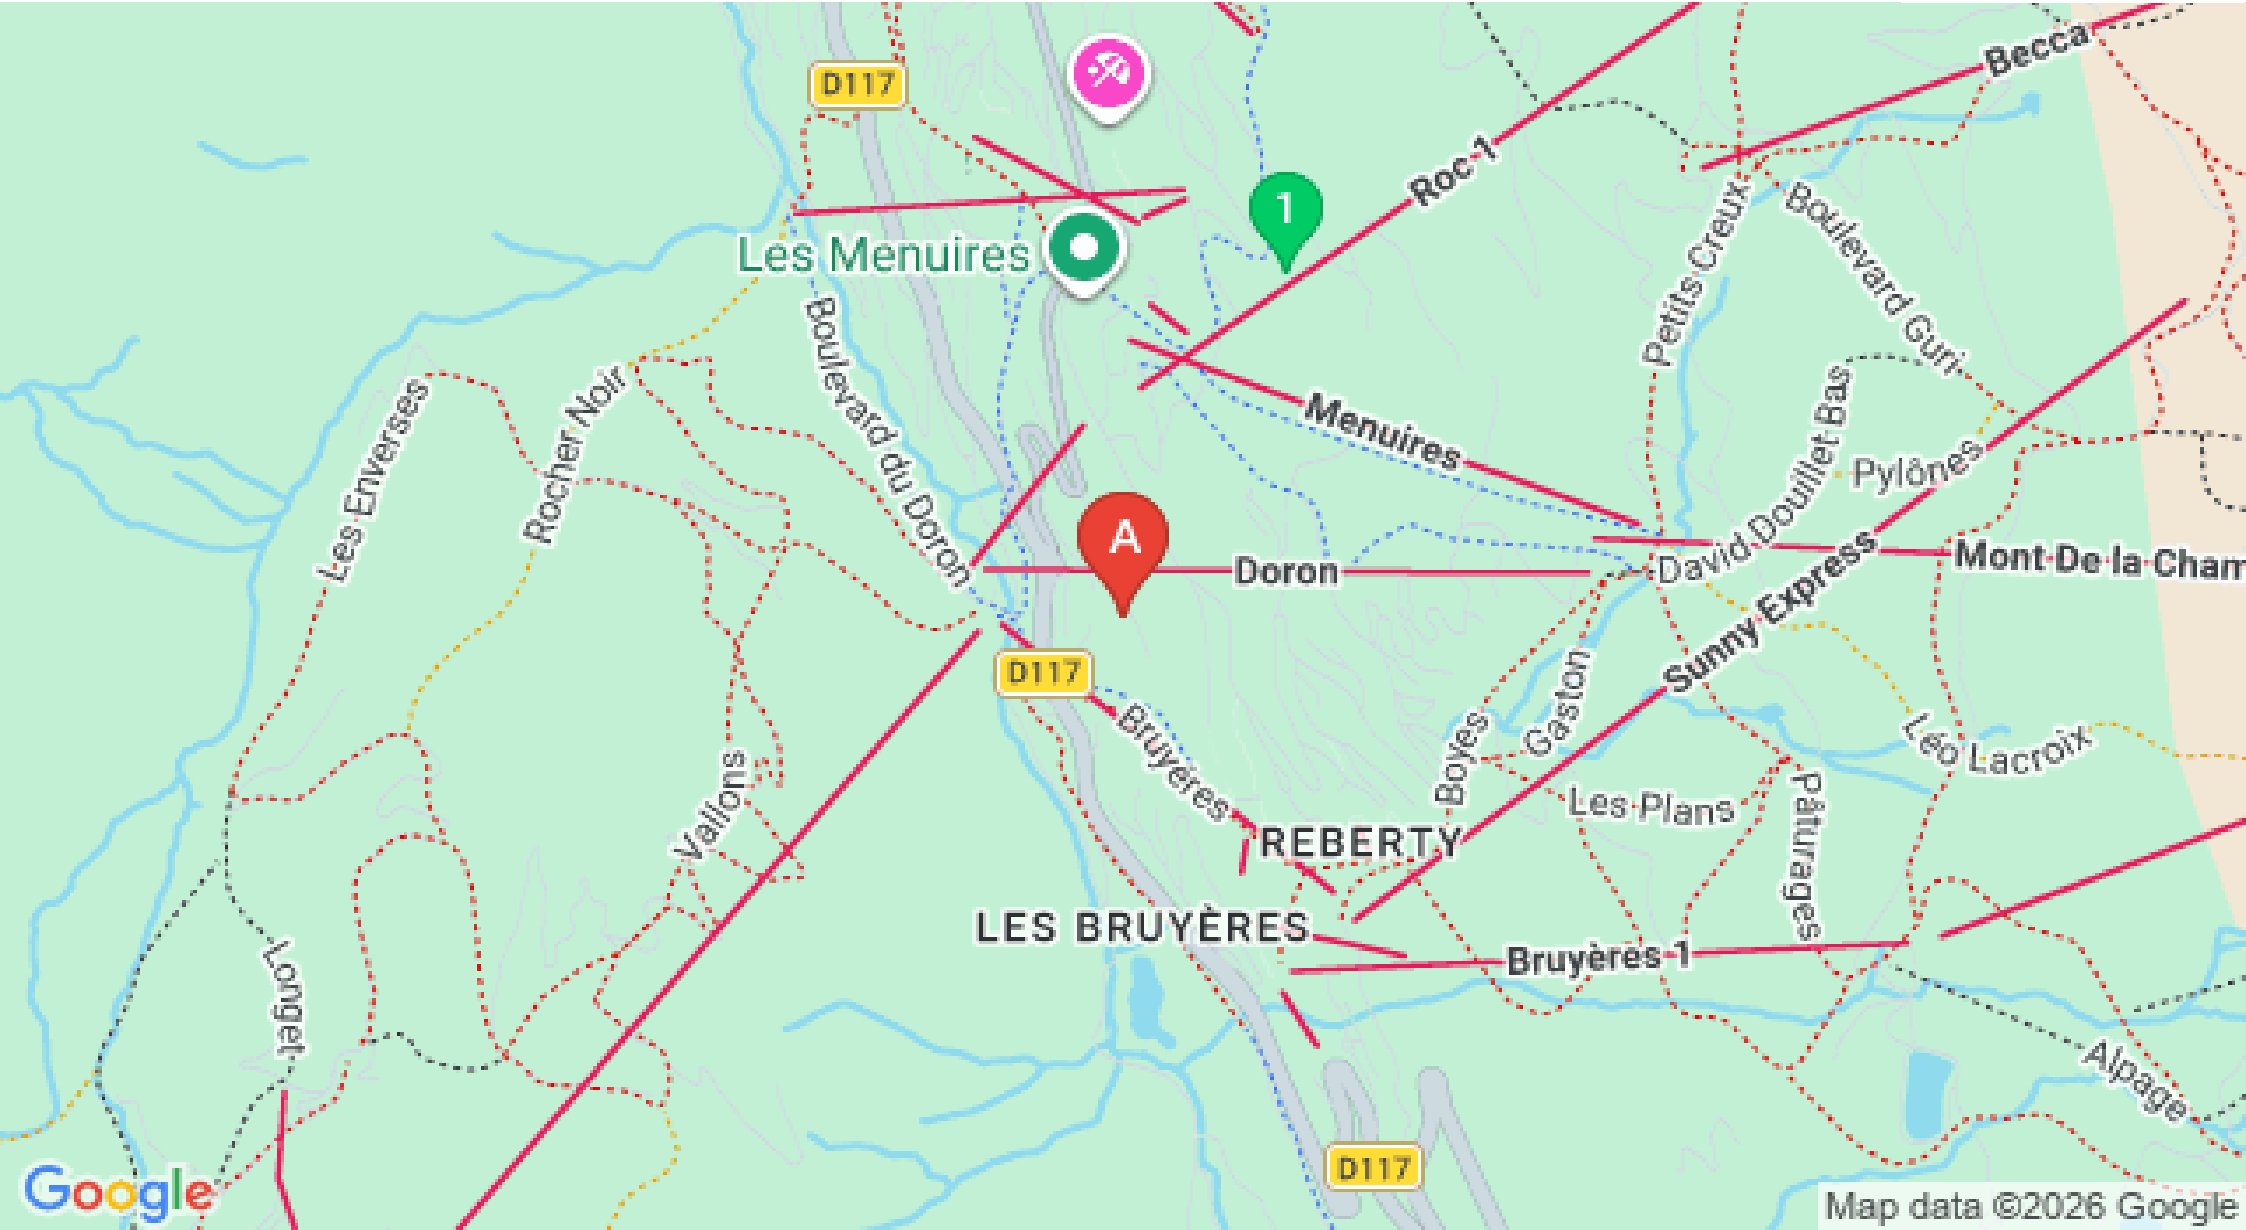 Becca
D117
Roc 1
1
Les Menuires
Petits Creux
Boulevard Guri
Boulevard du Doron
Rocher Noir
Les Enverses
Menuires
David Douillet Bas
Pylônes
A
Doron
Mont De la Cham
Sunny Express
D117
Bruyères
Gaston
Boyes
Léo Lacroix
Les Plans
Pâturages
Vallons
REBERTY
LES BRUYÈRES
Bruyères 1
Longet
Alpage
D117
Google
Map data ©2026 Google